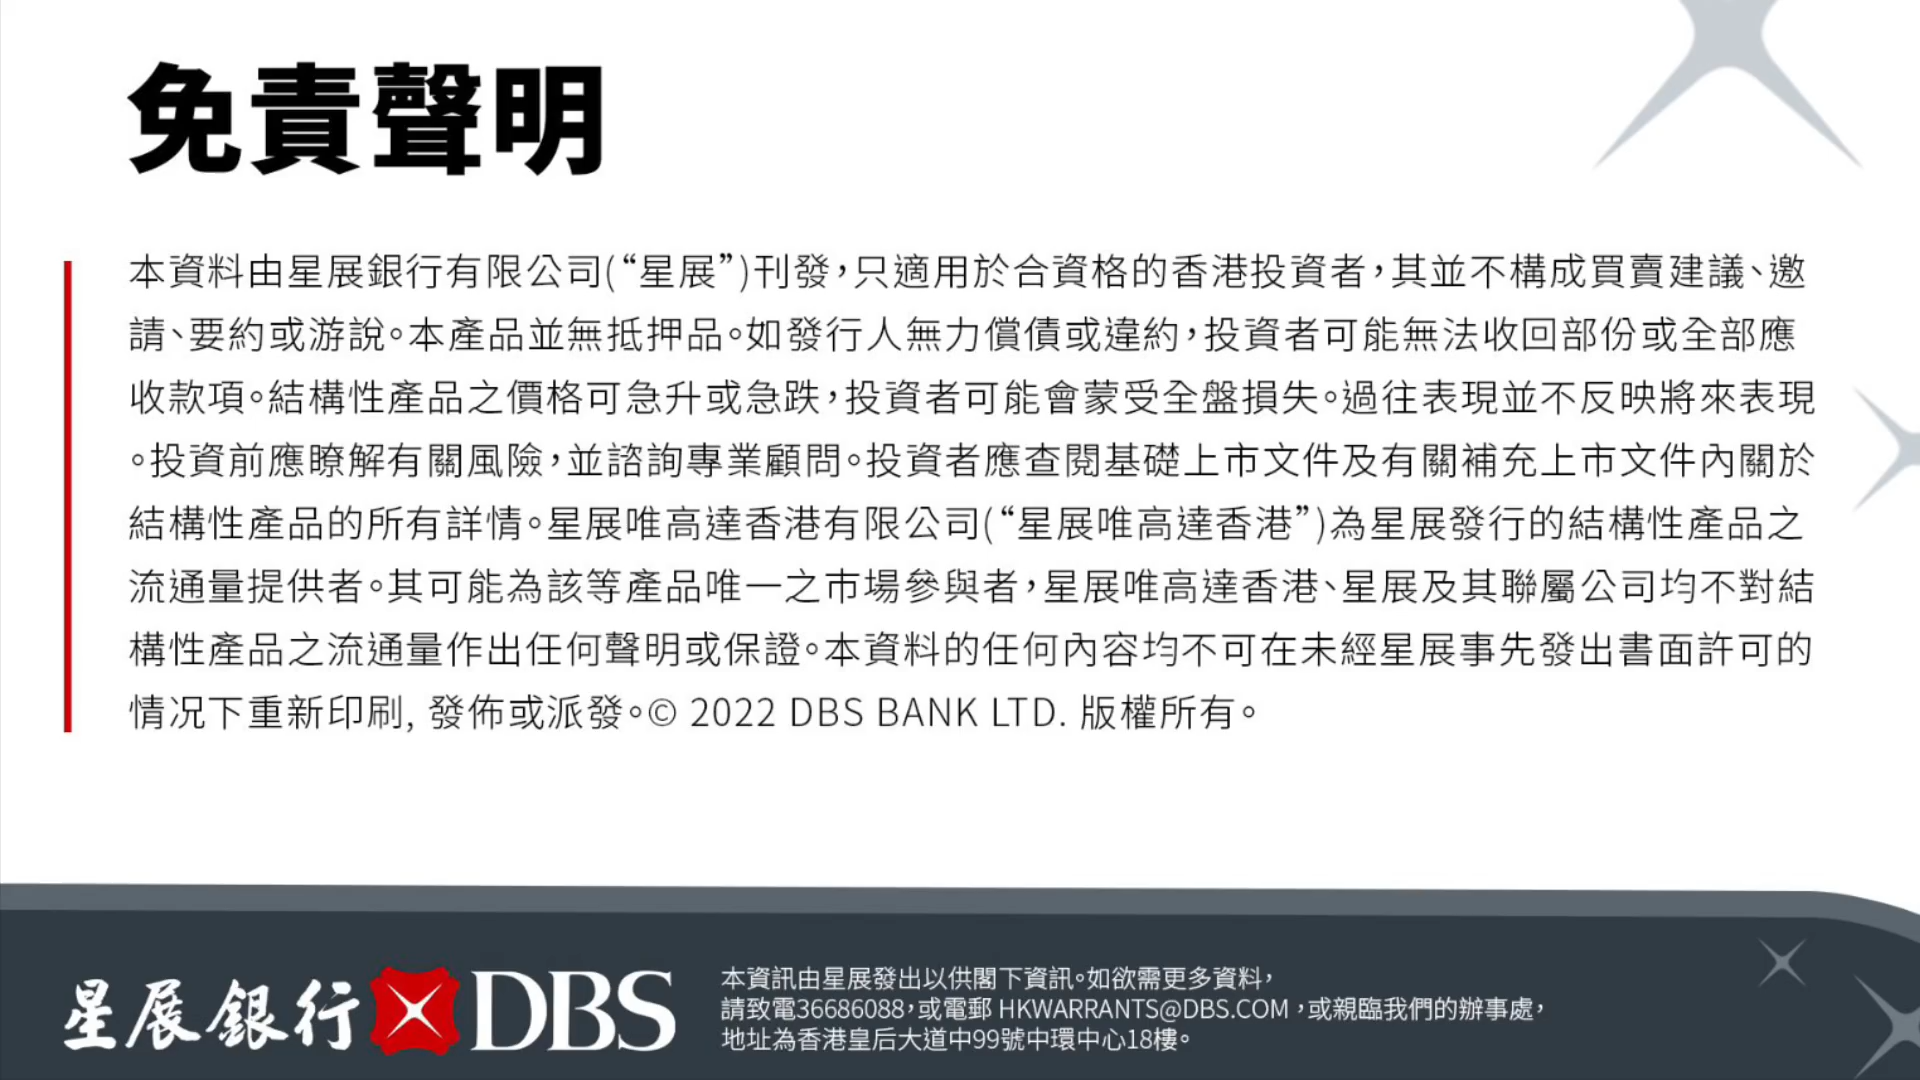 免責聲明
本資料由星展銀行有限公司(“星展”)刊發，只適用於合資格的香港投資者，其並不構成買賣建議、邀
請、要約或游說。本產品並無抵押品。如發行人無力償債或違約，投資者可能無法收回部份或全部應
收款項。結構性產品之價格可急升或急跌，投資者可能會蒙受全盤損失。過往表現並不反映將來表現
。投資前應瞭解有關風險，並諮詢專業顧問。投資者應查閱基礎上市文件及有關補充上市文件內關於
結構性產品的所有詳情。星展唯高達香港有限公司(“星展唯高達香港”)為星展發行的結構性產品之
流通量提供者。其可能為該等產品唯一之市場參與者，星展唯高達香港、星展及其聯屬公司均不對結
構性產品之流通量作出任何聲明或保證。本資料的任何內容均不可在未經星展事先發出書面許可的
情況下重新印刷, 發佈或派發。© 2022 DBS BANK LTD. 版權所有。
星展銀行 DBS
本資訊由星展發出以供閣下資訊。如欲需更多資料，
請致電36686088，或電郵 HKWARRANTS@DBS.COM ，或親臨我們的辦事處，
地址為香港皇后大道中99號中環中心18樓。